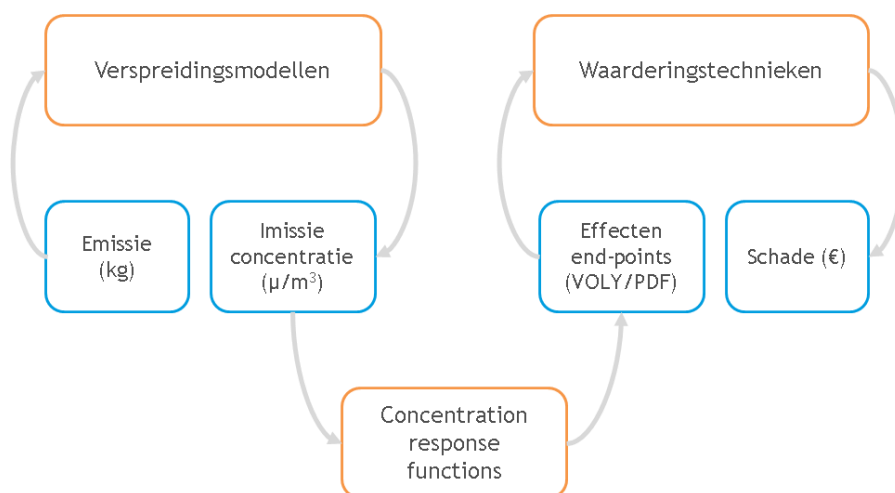 Verspreidingsmodellen
Waarderingstechnieken
Emissie
(kg)
Imissie
concentratie
(µ/m³)
Effecten
end-points
(VOLY/PDF)
Schade (€)
Concentration
response
functions